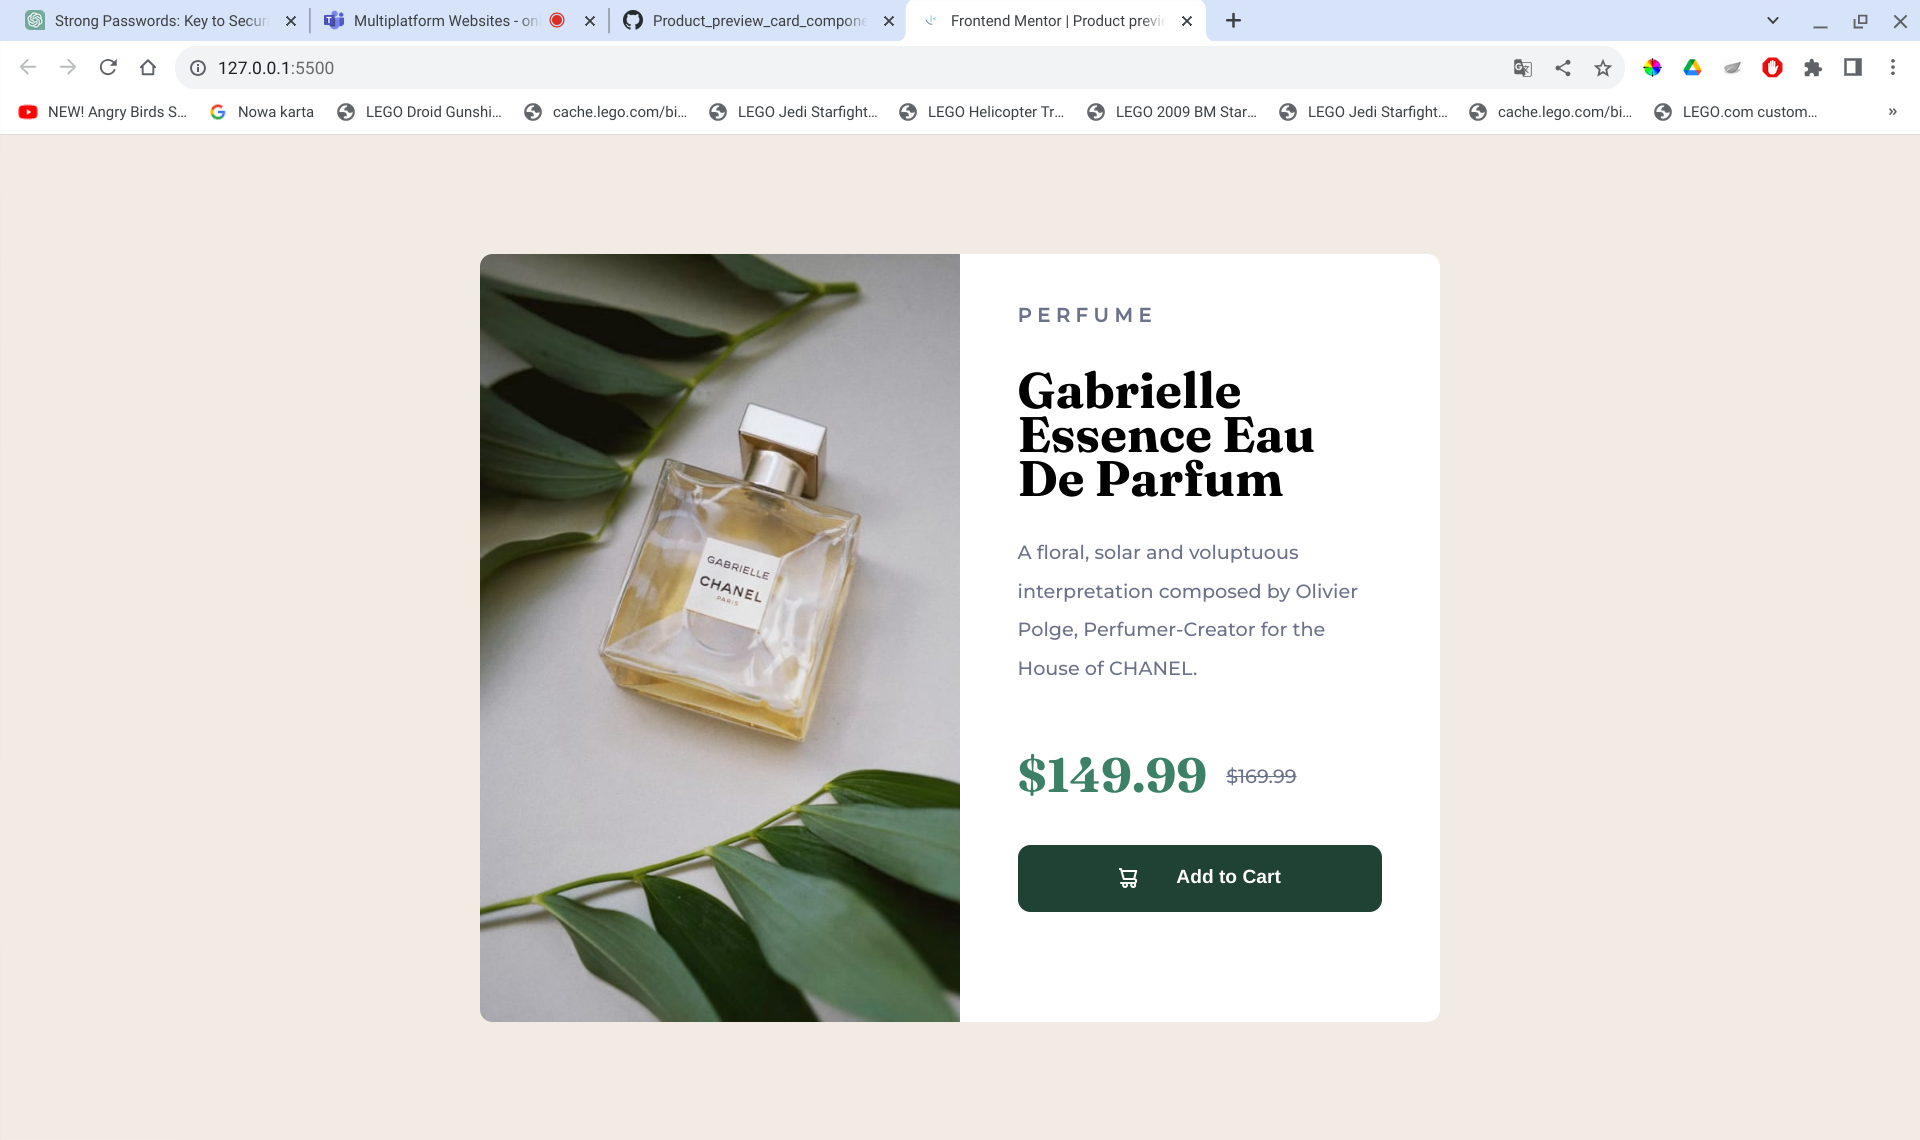 Strong Passwords: Key to Secur
Multiplatform Websites - on
Product_preview_card_compone
Frontend Mentor | Product previe
127.0.0.1:5500
NEW! Angry Birds S...
Nowa karta
LEGO Droid Gunshi...
cache.lego.com/bi...
LEGO Jedi Starfight...
LEGO Helicopter Tr...
LEGO 2009 BM Star...
LEGO Jedi Starfight...
cache.lego.com/bi...
LEGO.com custom...
»
GABRIELLE
CHANEL
PARIS
PERFUME
Gabrielle
Essence Eau
De Parfum
A floral, solar and voluptuous
interpretation composed by Olivier
Polge, Perfumer-Creator for the
House of CHANEL.
$149.99 $169.99
Add to Cart